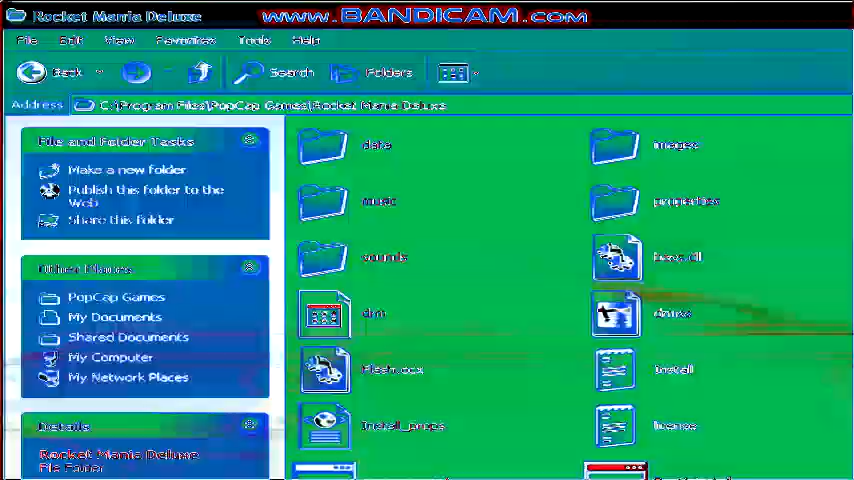 Rocket Mania Deluxe
www.BANDICAM.com
File Edit View Favorites Tools Help
Back Search Folders
Address C:\Program Files\PopCap Games\Rocket Mania Deluxe
File and Folder Tasks
Make a new folder
Publish this folder to the
Web
Share this folder
Other Places
PopCap Games
My Documents
Shared Documents
My Computer
My Network Places
Details
Rocket Mania Deluxe
File Folder
data
images
music
properties
sounds
bass.dll
drm
Flash.ocx
Install
Install_props
license